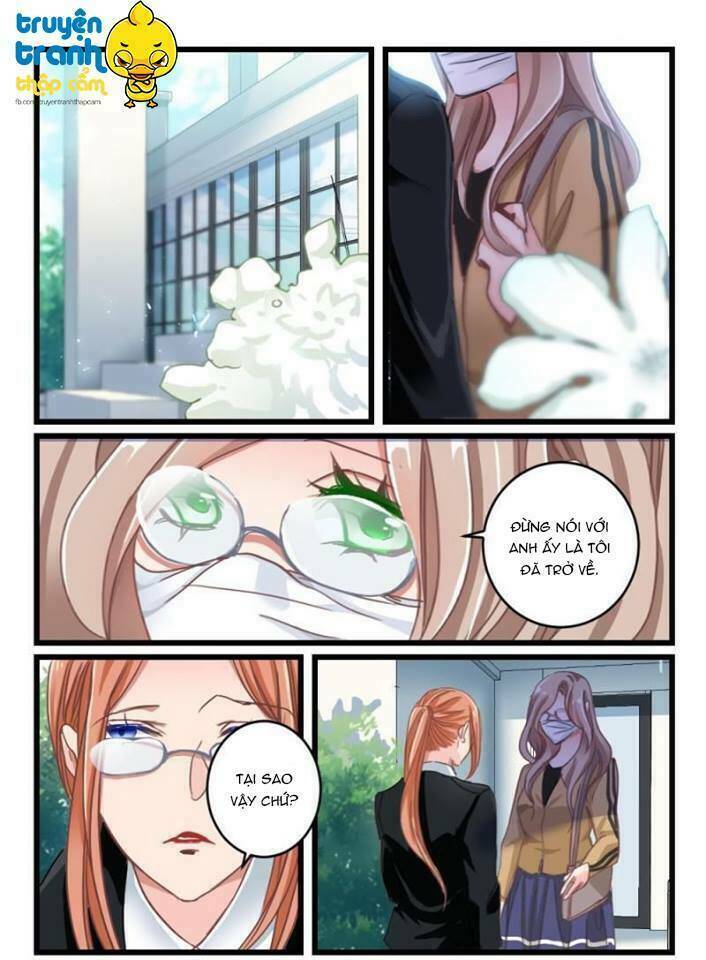 truyện
tranh
thập cẩm
fb.com/truyentranhthapcam
ĐỪNG NÓI VỚI
ANH ẤY LÀ TÔI
ĐÃ TRỞ VỀ.
TẠI SAO
VẬY CHỨ?